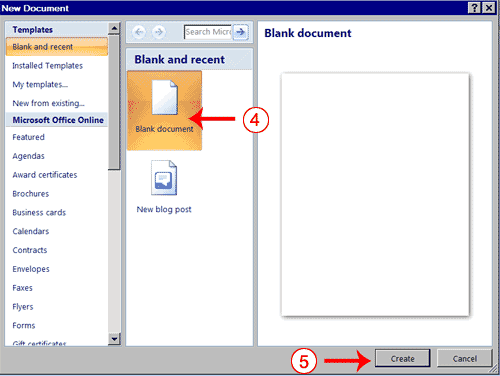 New Document
Templates
Blank and recent
Installed Templates
My templates...
New from existing...
Microsoft Office Online
Featured
Agendas
Award certificates
Brochures
Business cards
Calendars
Contracts
Envelopes
Faxes
Flyers
Forms
Gift certificates
Search Micro
Blank and recent
Blank document
4
New blog post
Blank document
5
Create
Cancel